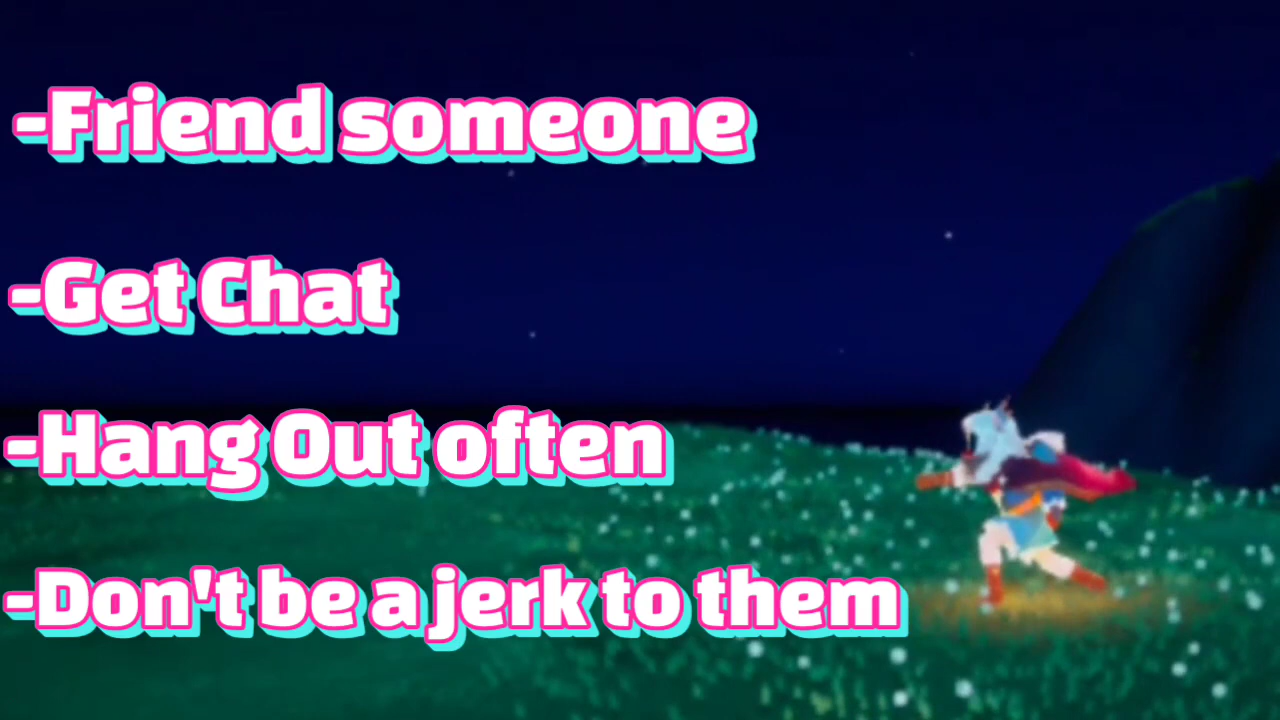 -Friend someone
-Get Chat
-Hang Out often
-Don't be a jerk to them